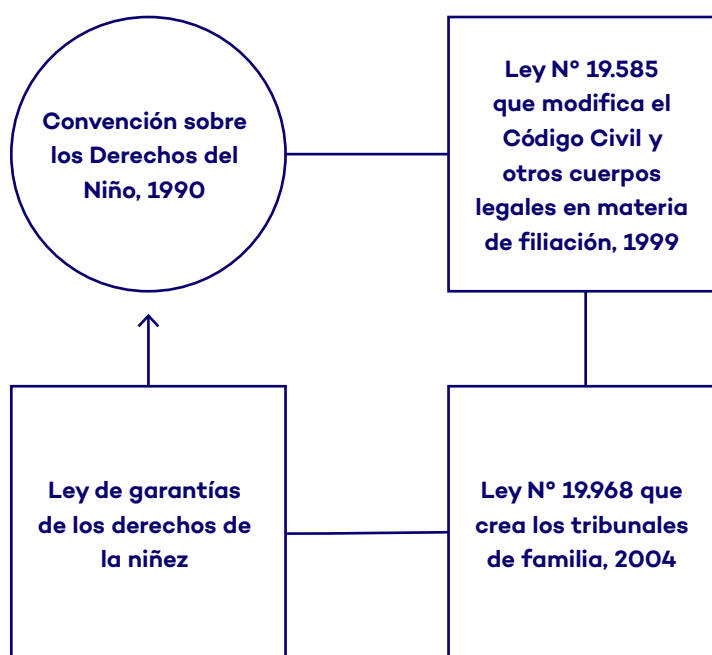 Convención sobre
los Derechos del
Niño, 1990
Ley N° 19.585
que modifica el
Código Civil y
otros cuerpos
legales en materia
de filiación, 1999
Ley de garantías
de los derechos de
la niñez
Ley N° 19.968 que
crea los tribunales
de familia, 2004